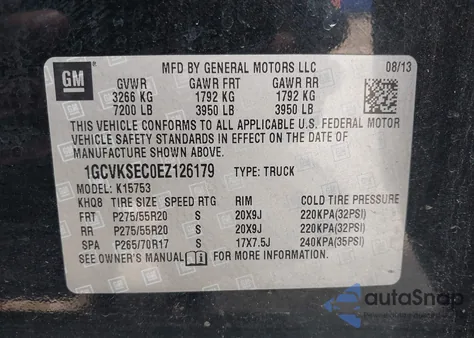 GM
MFD BY GENERAL MOTORS LLC 08/13
GVWR GAWR FRT GAWR RR
3266 KG 1792 KG 1792 KG
7200 LB 3950 LB 3950 LB
THIS VEHICLE CONFORMS TO ALL APPLICABLE U.S. FEDERAL MOTOR
VEHICLE SAFETY STANDARDS IN EFFECT ON THE DATE OF
MANUFACTURE SHOWN ABOVE.
1GCVKSEC0EZ126179 TYPE: TRUCK
MODEL: K15753
KHQB TIRE SIZE SPEED RTG RIM COLD TIRE PRESSURE
FRT P275/55R20 S 20X9J 220KPA(32PSI)
RR P275/55R20 S 20X9J 220KPA(32PSI)
SPA P265/70R17 S 17X7.5J 240KPA(35PSI)
SEE OWNER'S MANUAL FOR MORE INFORMATION.
autaSnap